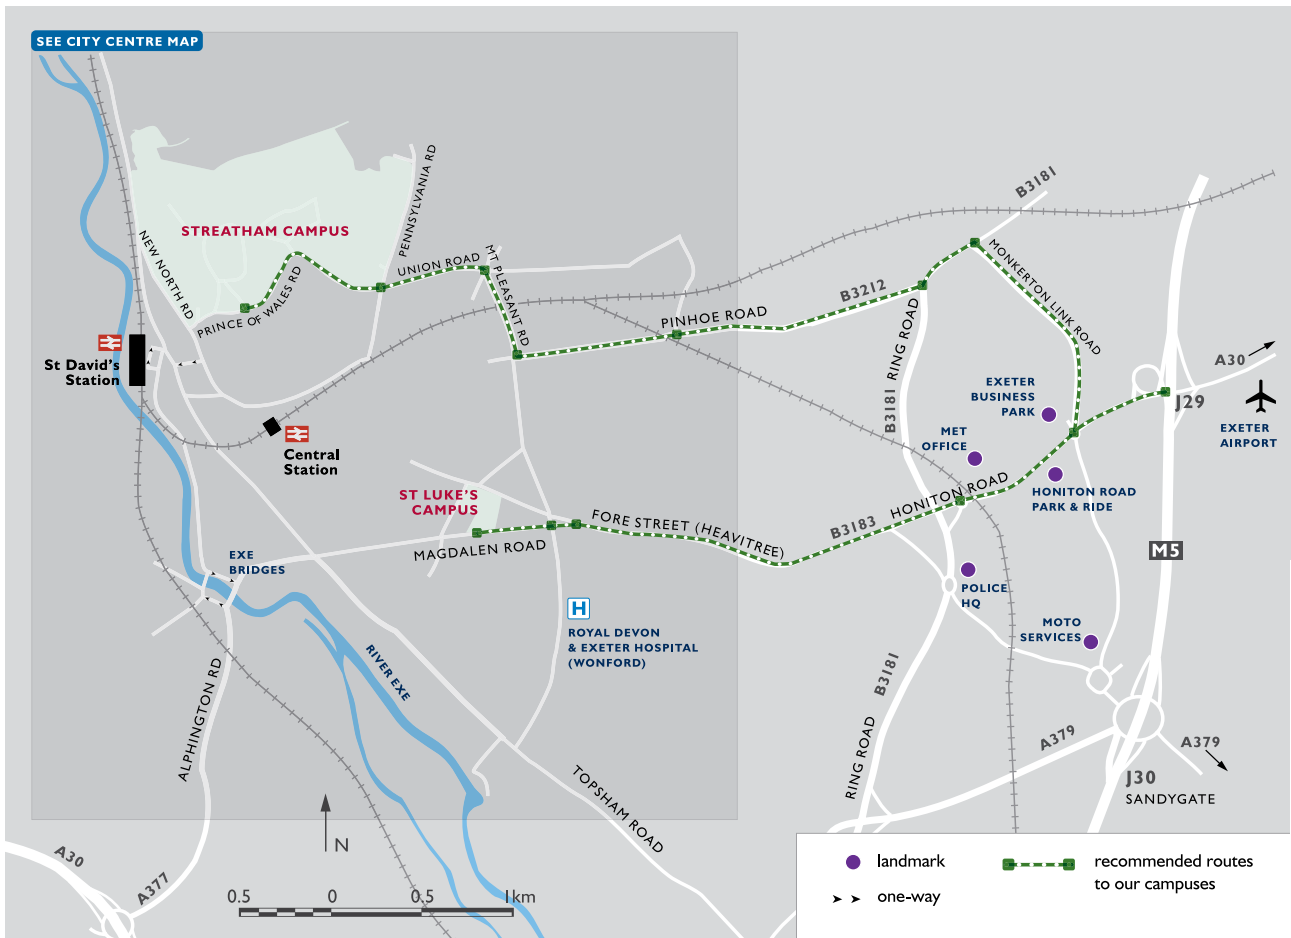 SEE CITY CENTRE MAP
STREATHAM CAMPUS
NEW NORTH RD
PRINCE OF WALES RD
PENNSYLVANIA RD
UNION ROAD
MT PLEASANT RD
PINHOE ROAD
B3212
B3181
MONKERTON LINK ROAD
B3181 RING ROAD
A30
J29
EXETER
AIRPORT
EXETER
BUSINESS
PARK
MET
OFFICE
HONITON ROAD
PARK & RIDE
St David's
Station
Central
Station
ST LUKE'S
CAMPUS
MAGDALEN ROAD
FORE STREET (HEAVITREE)
B3183
HONITON ROAD
M5
EXE
BRIDGES
POLICE
HQ
MOTO
SERVICES
H
ROYAL DEVON
& EXETER HOSPITAL
(WONFORD)
RIVER EXE
ALPHINGTON RD
RING ROAD
B3181
A379
A379
J30
SANDYGATE
TOPSHAM ROAD
N
A30
A377
0.5 0 0.5 1km
landmark
one-way
recommended routes
to our campuses